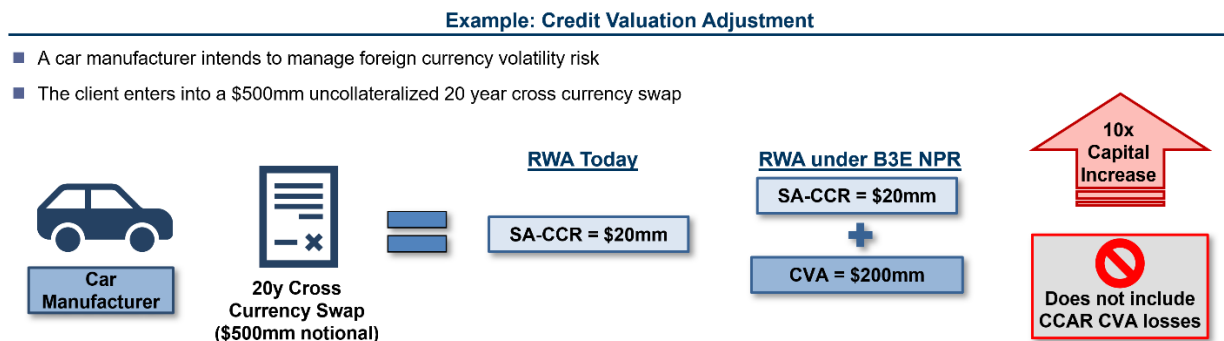 Example: Credit Valuation Adjustment
A car manufacturer intends to manage foreign currency volatility risk
The client enters into a $500mm uncollateralized 20 year cross currency swap
Car
Manufacturer
20y Cross
Currency Swap
($500mm notional)
RWA Today
SA-CCR = $20mm
RWA under B3E NPR
SA-CCR = $20mm
CVA = $200mm
10x
Capital
Increase
Does not include
CCAR CVA losses